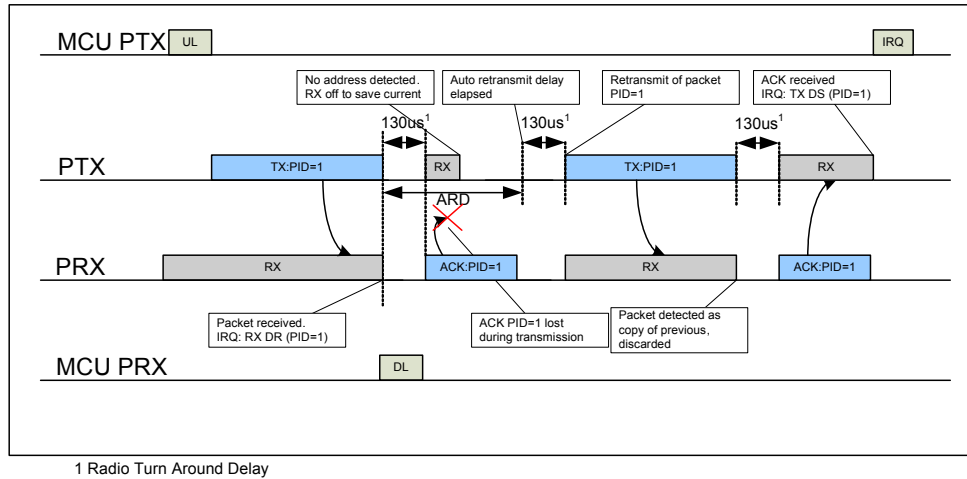 MCU PTX
UL
IRQ
No address detected.
RX off to save current
Auto retransmit delay
elapsed
Retransmit of packet
PID=1
ACK received
IRQ: TX DS (PID=1)
130us1
130us1
130us1
PTX
TX:PID=1
RX
TX:PID=1
RX
ARD
PRX
RX
ACK:PID=1
RX
ACK:PID=1
Packet received.
IRQ: RX DR (PID=1)
ACK PID=1 lost
during transmission
Packet detected as
copy of previous,
discarded
MCU PRX
DL
1 Radio Turn Around Delay